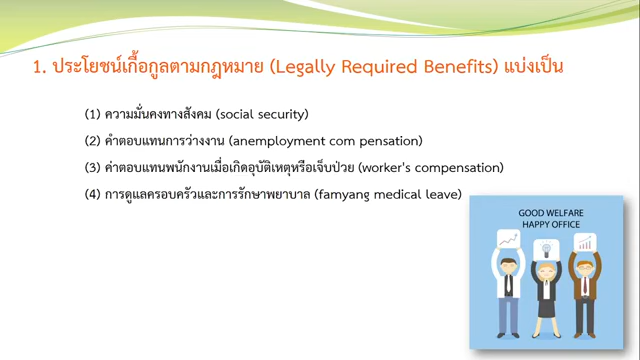 1. ประโยชน์เกื้อกูลตามกฎหมาย (Legally Required Benefits) แบ่งเป็น
(1) ความมั่นคงทางสังคม (social security)
(2) คำตอบแทนการว่างงาน (anemployment com pensation)
(3) ค่าตอบแทนพนักงานเมื่อเกิดอุบัติเหตุหรือเจ็บป่วย (worker's compensation)
(4) การดูแลครอบครัวและการรักษาพยาบาล (famyang medical leave)
GOOD WELFARE
HAPPY OFFICE